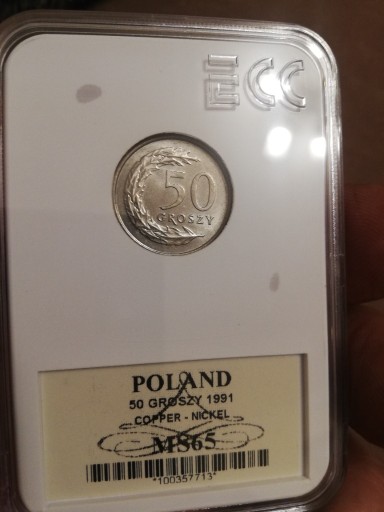 ECC
50
GROSZY
POLAND
50 GROSZY 1991
COPPER - NICKEL
MS65
*100357713*